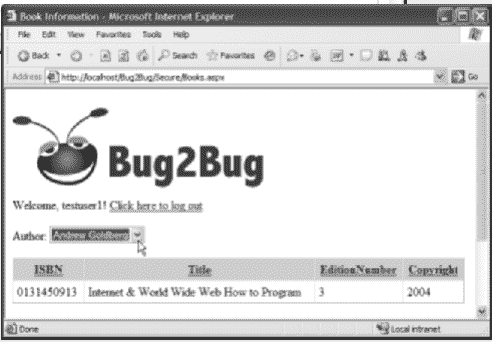 Book Information - Microsoft Internet Explorer
File Edit View Favorites Tools Help
Back Search Favorites
Address http://localhost/Bug2Bug/Secure/Books.aspx Go
Bug2Bug
Welcome, testuser1! Click here to log out
Author: Andrew Goldberg
ISBN Title EditionNumber Copyright
0131450913 Internet & World Wide Web How to Program 3 2004
Done Local intranet